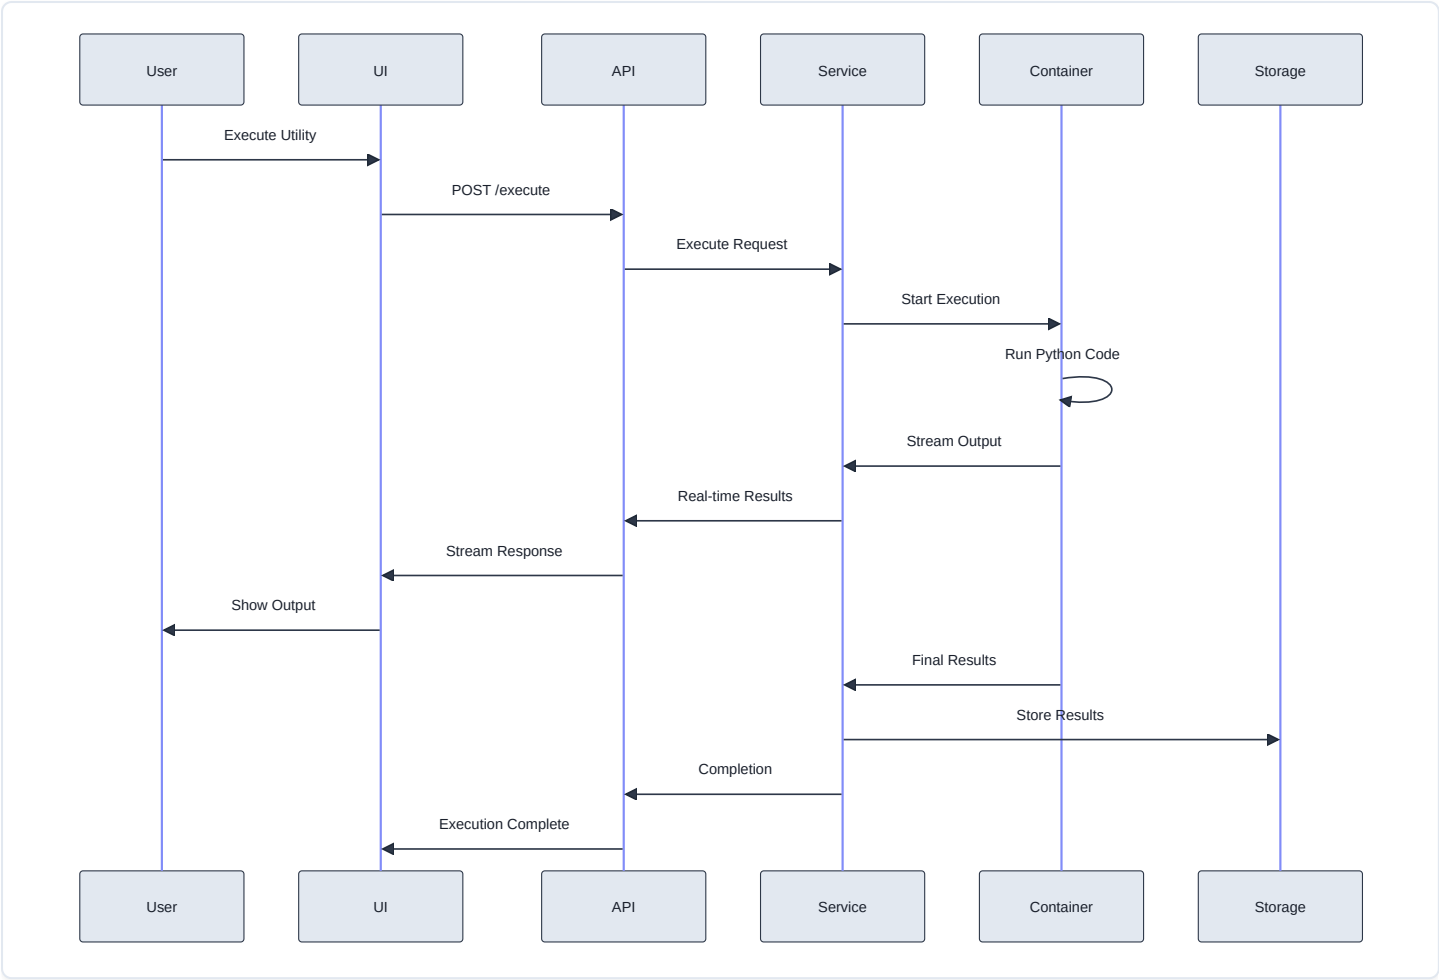 User
UI
API
Service
Container
Storage
Execute Utility
POST /execute
Execute Request
Start Execution
Run Python Code
Stream Output
Real-time Results
Stream Response
Show Output
Final Results
Store Results
Completion
Execution Complete
User
UI
API
Service
Container
Storage